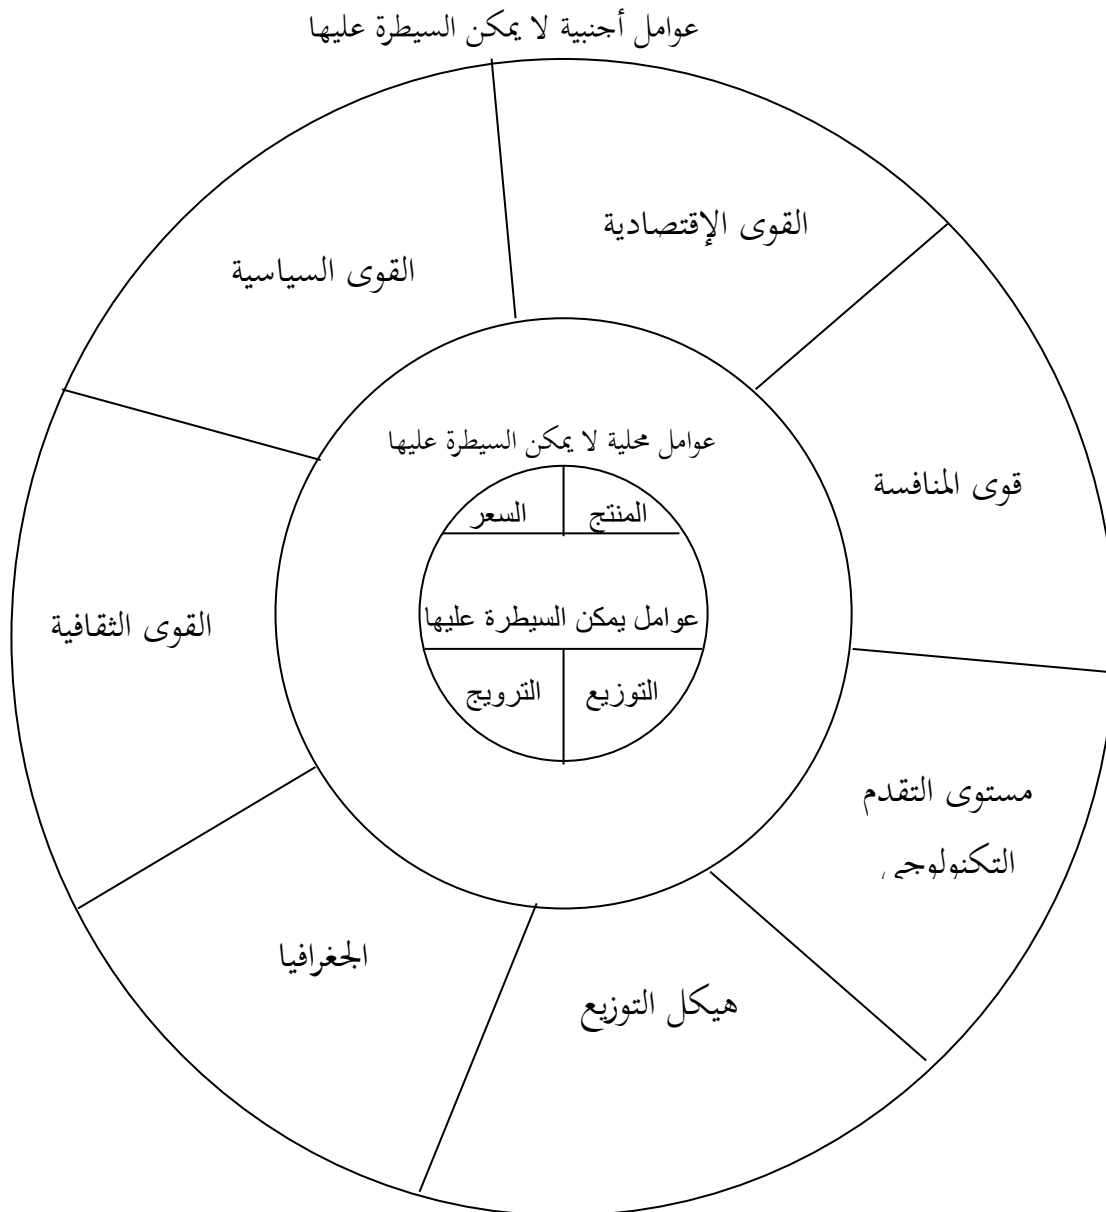 عوامل أجنبية لا يمكن السيطرة عليها
القوى الإقتصادية
القوى السياسية
عوامل محلية لا يمكن السيطرة عليها
قوى المنافسة
المنتج
السعر
عوامل يمكن السيطرة عليها
القوى الثقافية
التوزيع
الترويج
مستوى التقدم
التكنولوجي
الجغرافيا
هيكل التوزيع